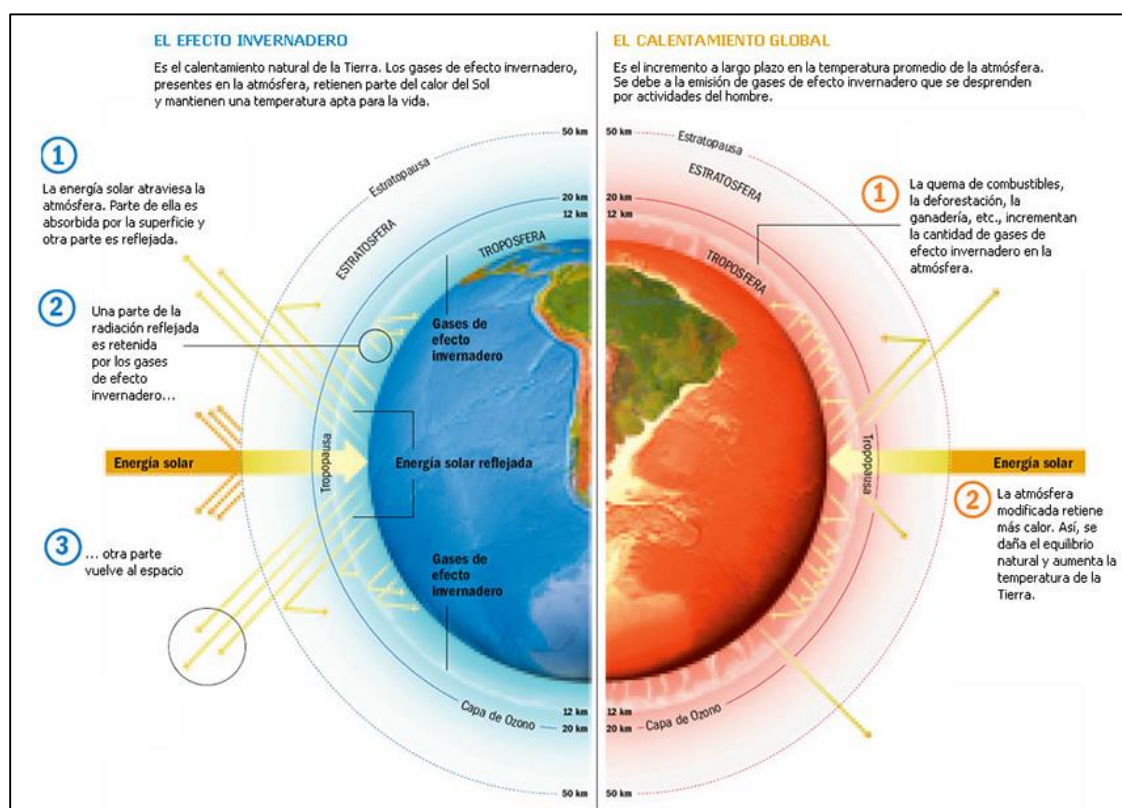 EL EFECTO INVERNADERO
Es el calentamiento natural de la Tierra. Los gases de efecto invernadero,
presentes en la atmósfera, retienen parte del calor del Sol
y mantienen una temperatura apta para la vida.
1
La energía solar atraviesa la
atmósfera. Parte de ella es
absorbida por la superficie y
otra parte es reflejada.
2
Una parte de la
radiación reflejada
es retenida
por los gases
de efecto
invernadero...
Energía solar
3
... otra parte
vuelve al espacio
50 km
Estratopausa
20 km
12 km
ESTRATOSFERA
TROPOSFERA
Gases de
efecto
invernadero
Tropopausa
Energía solar reflejada
Gases de
efecto
invernadero
Capa de Ozono
12 km
20 km
50 km
EL CALENTAMIENTO GLOBAL
Es el incremento a largo plazo en la temperatura promedio de la atmósfera.
Se debe a la emisión de gases de efecto invernadero que se desprenden
por actividades del hombre.
50 km
Estratopausa
ESTRATOSFERA
20 km
12 km
TROPOSFERA
1
La quema de combustibles,
la deforestación, la
ganadería, etc., incrementan
la cantidad de gases de
efecto invernadero en la
atmósfera.
Tropopausa
Energía solar
2
La atmósfera
modificada retiene
más calor. Así, se
daña el equilibrio
natural y aumenta la
temperatura de la
Tierra.
12 km
20 km
Capa de Ozono
50 km